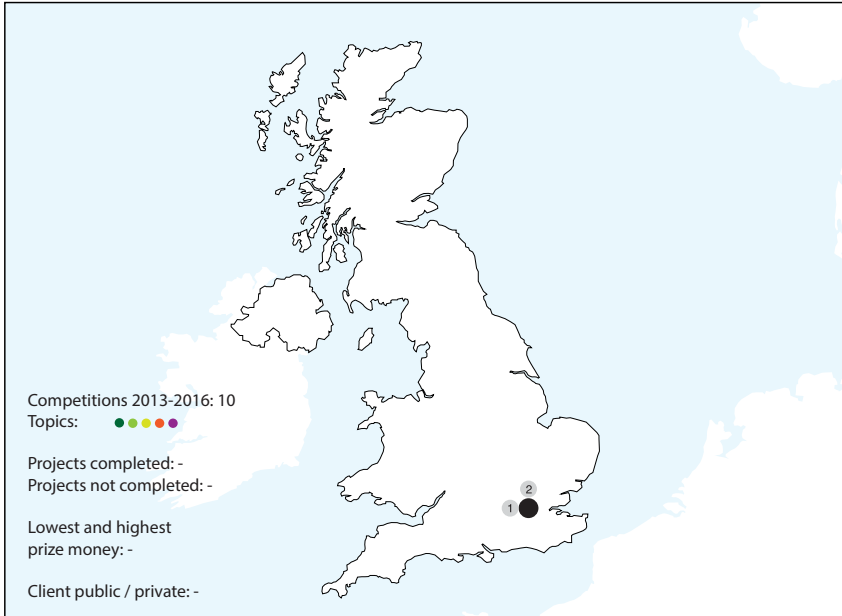 Competitions 2013-2016: 10
Topics:
Projects completed: -
Projects not completed: -
Lowest and highest
prize money: -
Client public / private: -
2
1